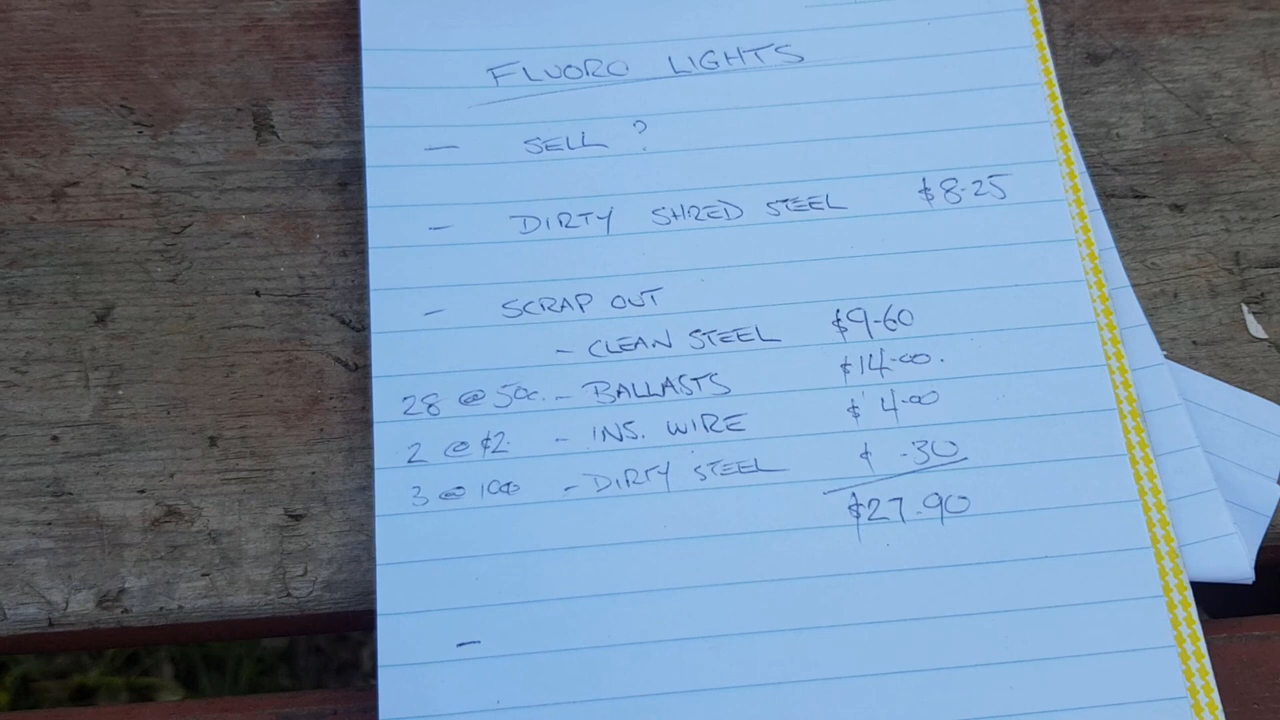 FLUORO LIGHTS
- SELL ?
- DIRTY SHRED STEEL $8.25
- SCRAP OUT
- CLEAN STEEL $9.60
28 @ 50c. - BALLASTS $14.00.
2 @ $2. - INS. WIRE $4.00
3 @ 10¢ - DIRTY STEEL $.30
$27.90
-